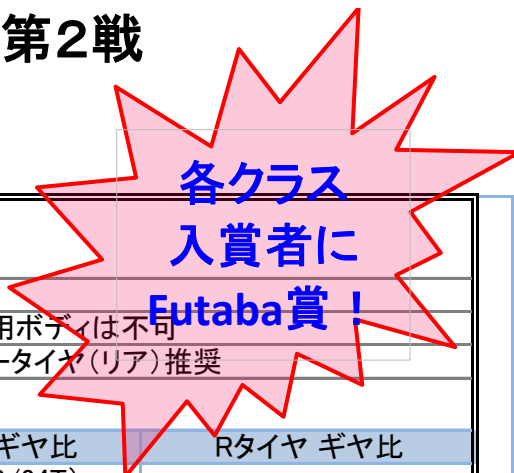 第２戦
各クラス
入賞者に
Futaba賞！
用ボディは不可
ータイヤ（リア）推奨
ギヤ比
Rタイヤ ギヤ比